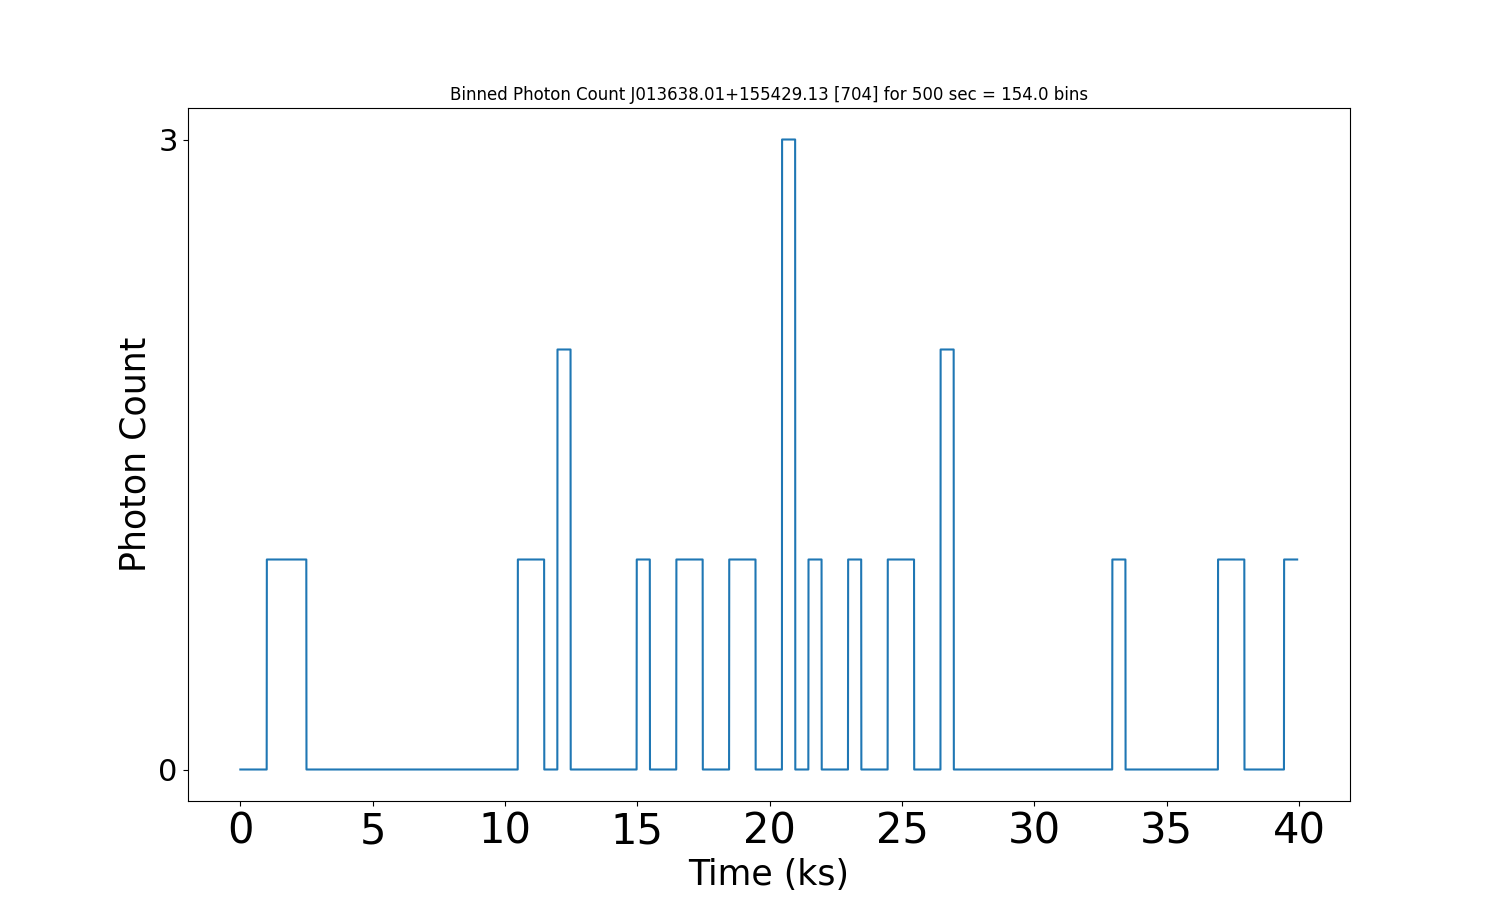 Binned Photon Count J013638.01+155429.13 [704] for 500 sec = 154.0 bins
3
Photon Count
0
0 5 10 15 20 25 30 35 40
Time (ks)